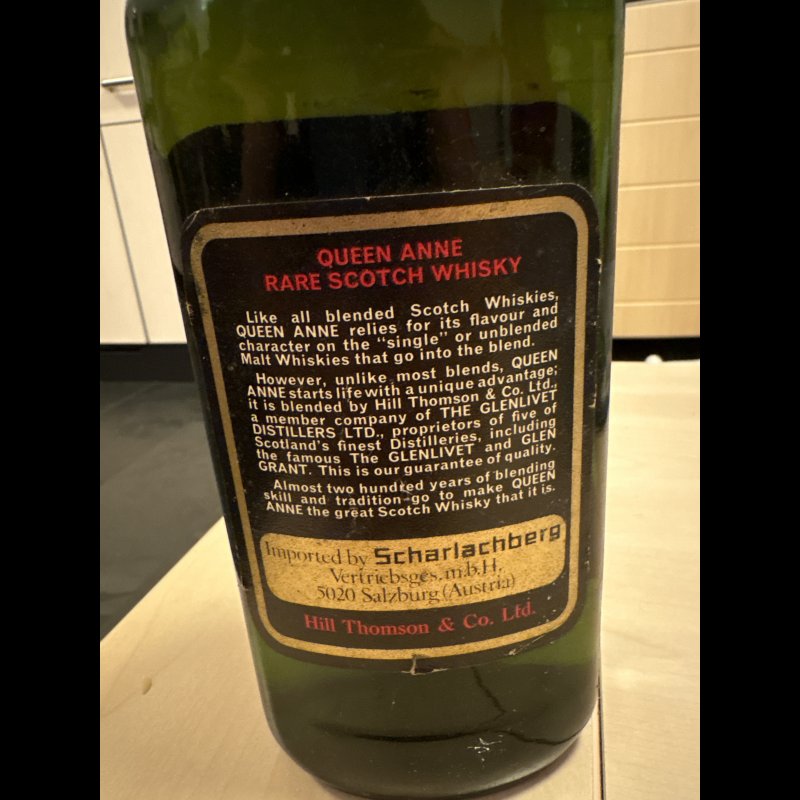 QUEEN ANNE
RARE SCOTCH WHISKY
Like all blended Scotch Whiskies,
QUEEN ANNE relies for its flavour and
character on the "single" or unblended
Malt Whiskies that go into the blend.
However, unlike most blends, QUEEN
ANNE starts life with a unique advantage;
it is blended by Hill Thomson & Co. Ltd.,
a member company of THE GLENLIVET
DISTILLERS LTD., proprietors of five of
Scotland's finest Distilleries, including
the famous The GLENLIVET and GLEN
GRANT. This is our guarantee of quality.
Almost two hundred years of blending
skill and tradition go to make QUEEN
ANNE the great Scotch Whisky that it is.
Imported by Scharlachberg
Vertriebsges. m.b.H.
5020 Salzburg (Austria)
Hill Thomson & Co. Ltd.